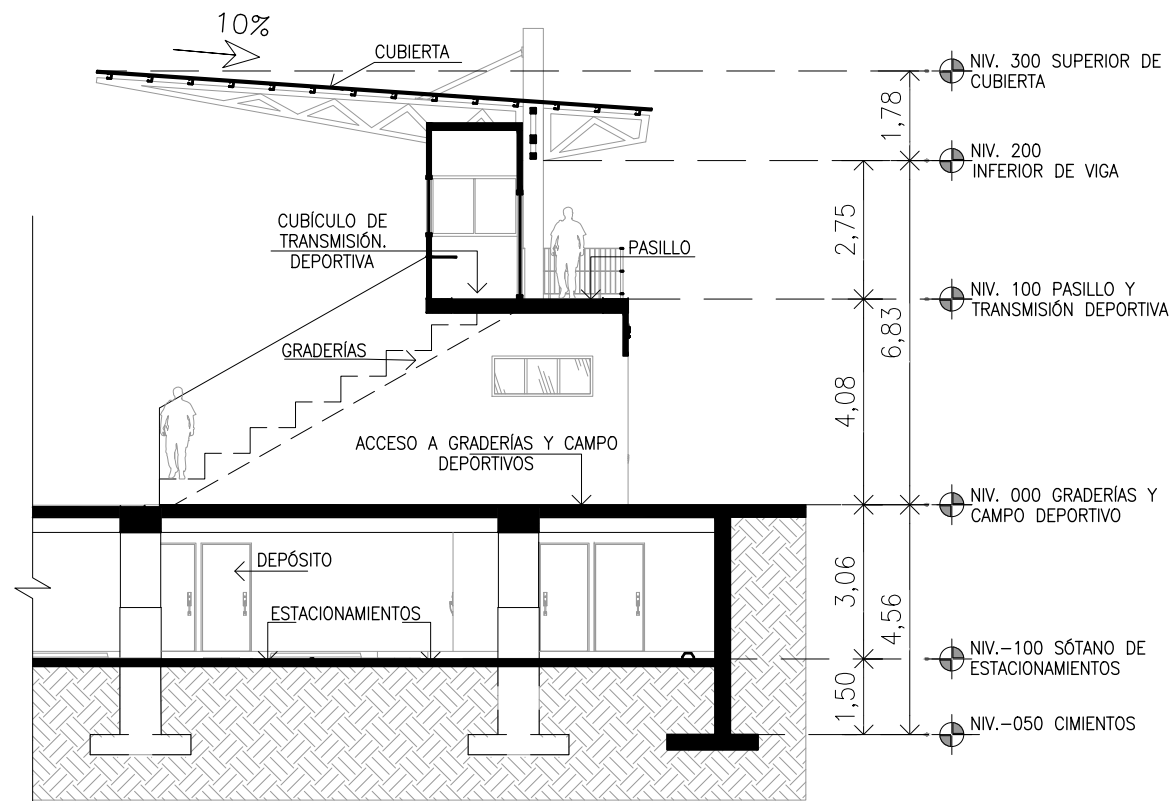 10%
CUBIERTA
NIV. 300 SUPERIOR DE
CUBIERTA
1,78
NIV. 200
INFERIOR DE VIGA
CUBÍCULO DE
TRANSMISIÓN.
DEPORTIVA
PASILLO
2,75
NIV. 100 PASILLO Y
TRANSMISIÓN DEPORTIVA
6,83
GRADERÍAS
4,08
ACCESO A GRADERÍAS Y CAMPO
DEPORTIVOS
NIV. 000 GRADERÍAS Y
CAMPO DEPORTIVO
DEPÓSITO
3,06
ESTACIONAMIENTOS
4,56
NIV.-100 SÓTANO DE
ESTACIONAMIENTOS
1,50
NIV.-050 CIMIENTOS